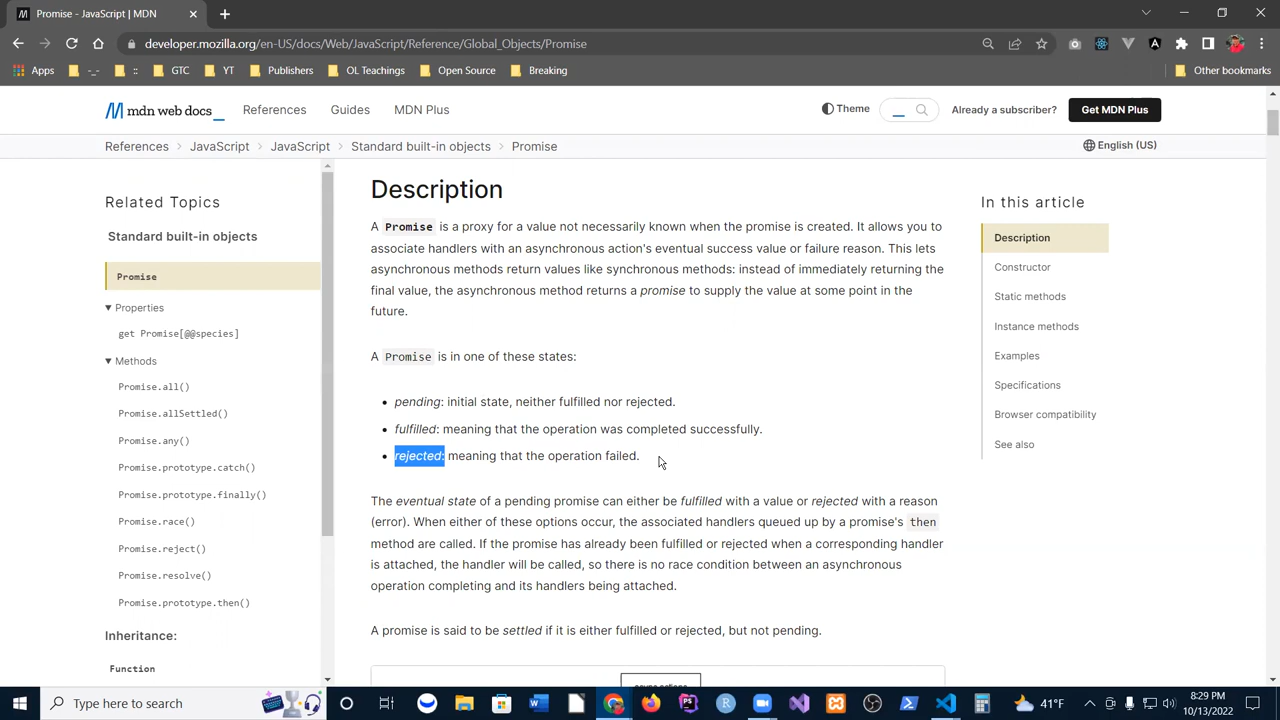 Promise - JavaScript | MDN
developer.mozilla.org/en-US/docs/Web/JavaScript/Reference/Global_Objects/Promise
Apps -_- :: GTC YT Publishers OL Teachings Open Source Breaking Other bookmarks
mdn web docs_ References Guides MDN Plus Theme Already a subscriber? Get MDN Plus
References > JavaScript > JavaScript > Standard built-in objects > Promise English (US)
Related Topics
Standard built-in objects
Promise
Properties
get Promise[@@species]
Methods
Promise.all()
Promise.allSettled()
Promise.any()
Promise.prototype.catch()
Promise.prototype.finally()
Promise.race()
Promise.reject()
Promise.resolve()
Promise.prototype.then()
Inheritance:
Function
Description
A Promise is a proxy for a value not necessarily known when the promise is created. It allows you to
associate handlers with an asynchronous action's eventual success value or failure reason. This lets
asynchronous methods return values like synchronous methods: instead of immediately returning the
final value, the asynchronous method returns a promise to supply the value at some point in the
future.
A Promise is in one of these states:
• pending: initial state, neither fulfilled nor rejected.
• fulfilled: meaning that the operation was completed successfully.
• rejected: meaning that the operation failed.
The eventual state of a pending promise can either be fulfilled with a value or rejected with a reason
(error). When either of these options occur, the associated handlers queued up by a promise's then
method are called. If the promise has already been fulfilled or rejected when a corresponding handler
is attached, the handler will be called, so there is no race condition between an asynchronous
operation completing and its handlers being attached.
A promise is said to be settled if it is either fulfilled or rejected, but not pending.
In this article
Description
Constructor
Static methods
Instance methods
Examples
Specifications
Browser compatibility
See also
Type here to search
41°F
8:29 PM
10/13/2022